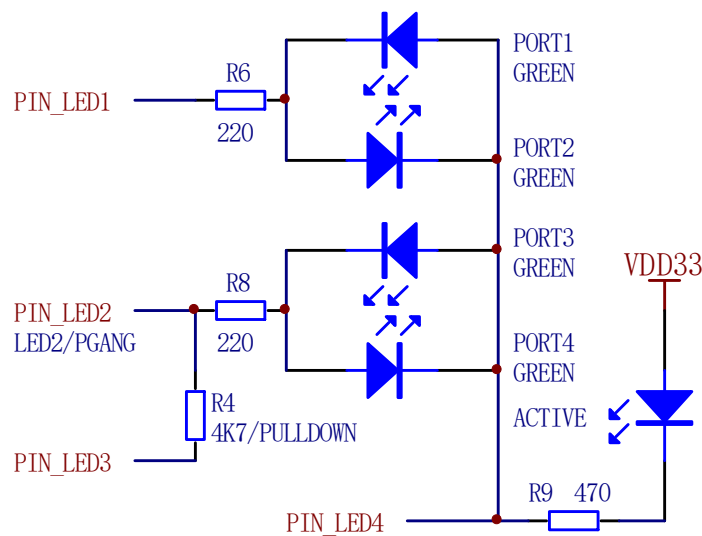 PORT1
GREEN
R6
PIN_LED1
220
PORT2
GREEN
PORT3
GREEN
VDD33
R8
PIN_LED2
LED2/PGANG
220
PORT4
GREEN
R4
4K7/PULLDOWN
ACTIVE
PIN_LED3
R9 470
PIN_LED4